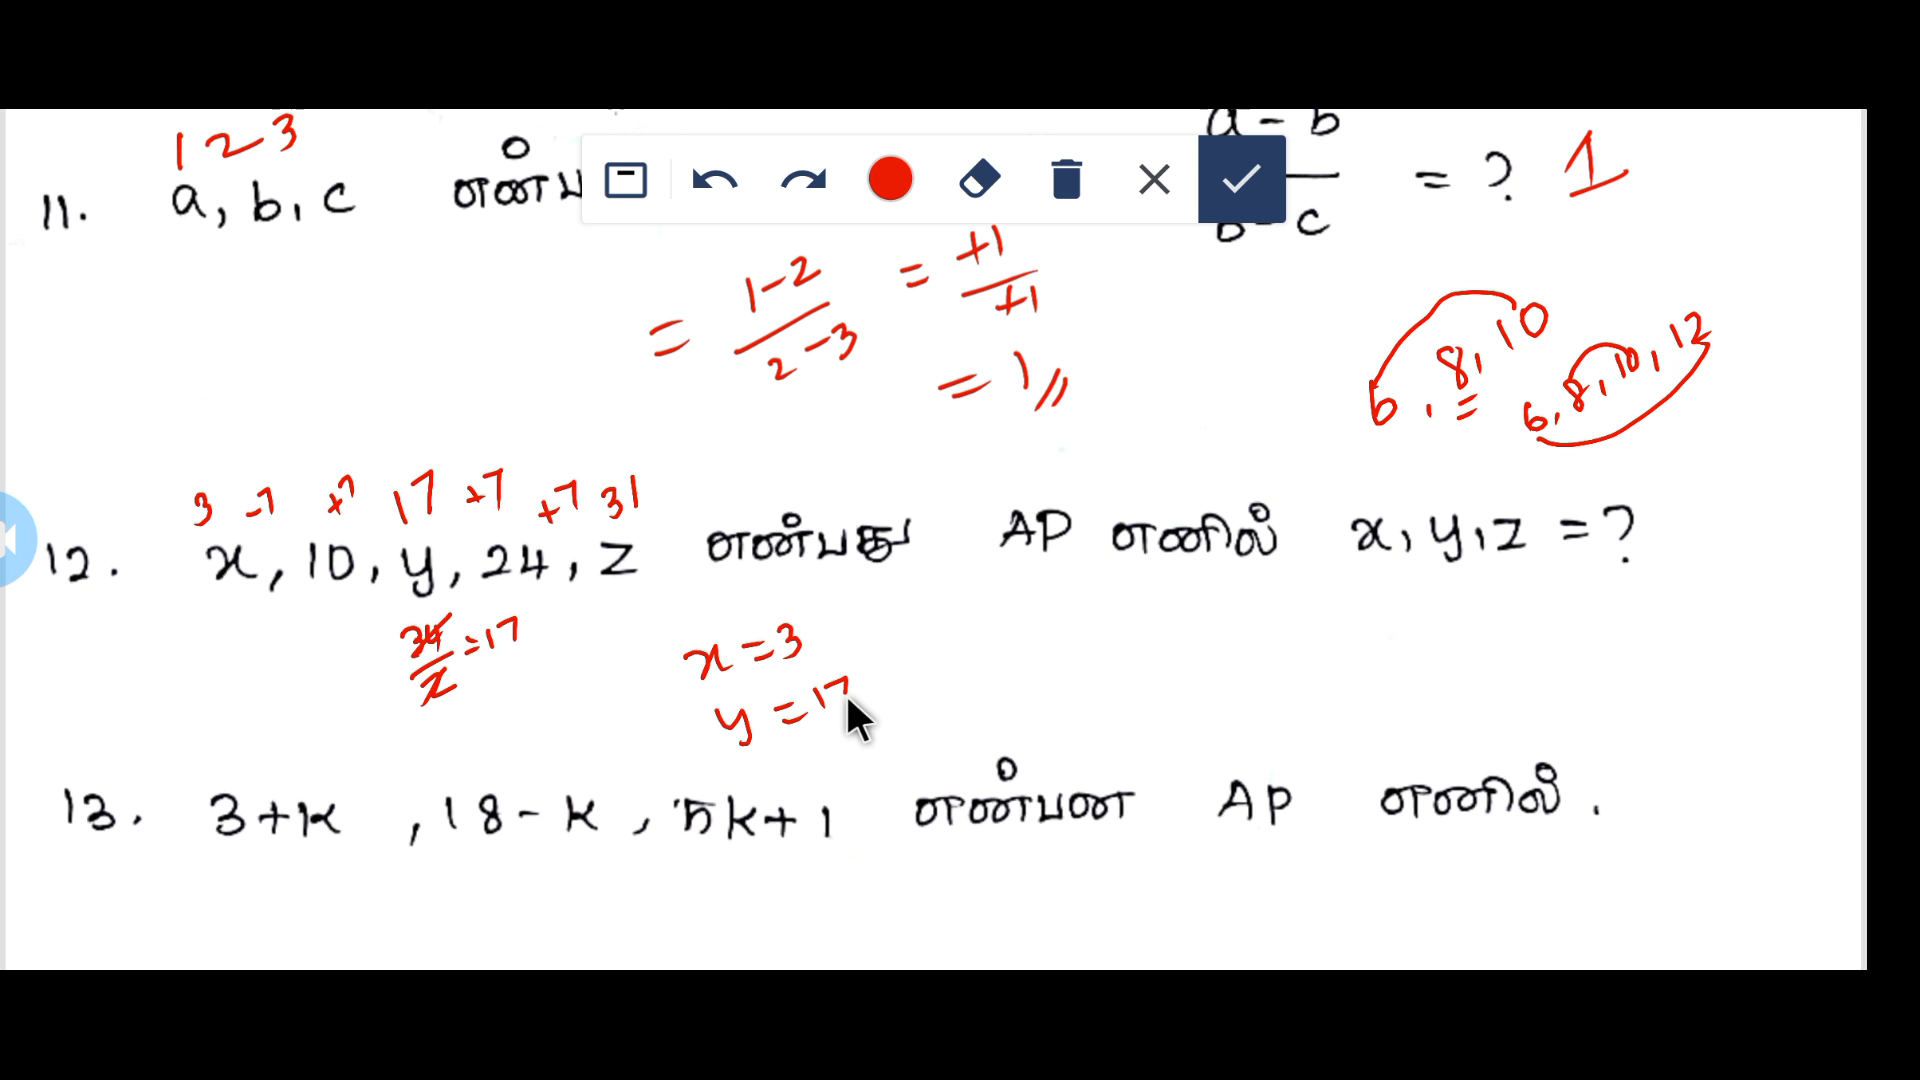 1 2 3
a - b
11. a, b, c
= ? 1
b - c
= 1-2 / 2-3 = +1 / +1
= 1 //
6, 8, 10
=
6, 8, 10, 12
3 -7 +7 17 +7 +7 31
12. x, 10, y, 24, z என்பது AP எனில் x, y, z = ?
34/2 = 17
x = 3
y = 17
13. 3+k , 18-k , 5k+1 என்பன AP எனில் .